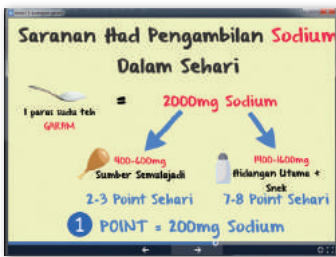 Saranan Had Pengambilan Sodium
Dalam Sehari
1 paras sudu teh
GARAM
=
2000mg Sodium
400-600mg
Sumber Semulajadi
1400-1600mg
Hidangan Utama +
Snek
2-3 Point Sehari
7-8 Point Sehari
1 POINT = 200mg Sodium